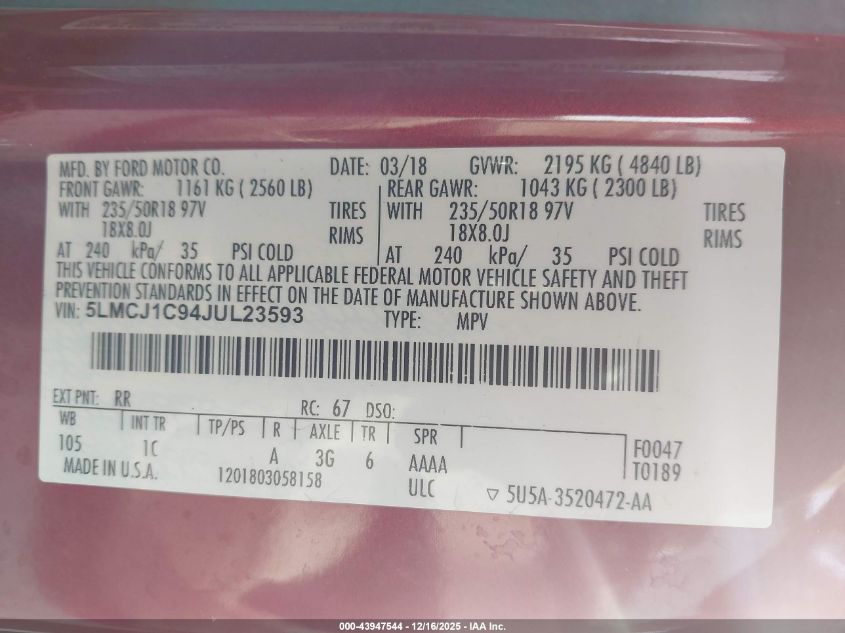 MFD. BY FORD MOTOR CO. DATE: 03/18 GVWR: 2195 KG ( 4840 LB)
FRONT GAWR: 1161 KG ( 2560 LB) REAR GAWR: 1043 KG ( 2300 LB)
WITH 235/50R18 97V TIRES WITH 235/50R18 97V TIRES
18X8.0J RIMS 18X8.0J RIMS
AT 240 kPa/ 35 PSI COLD AT 240 kPa/ 35 PSI COLD
THIS VEHICLE CONFORMS TO ALL APPLICABLE FEDERAL MOTOR VEHICLE SAFETY AND THEFT
PREVENTION STANDARDS IN EFFECT ON THE DATE OF MANUFACTURE SHOWN ABOVE.
VIN: 5LMCJ1C94JUL23593 TYPE: MPV
EXT PNT: RR RC: 67 DSO:
WB INT TR TP/PS R AXLE TR SPR F0047
105 1C A 3G 6 AAAA T0189
MADE IN U.S.A. 1201803058158 ULC ▽ 5U5A-3520472-AA
000-43947544 - 12/16/2025 - IAA Inc.